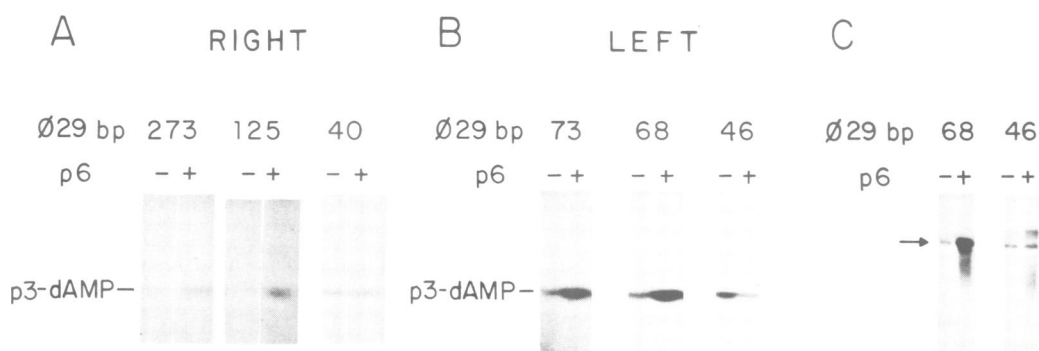 A RIGHT B LEFT C
Ø29 bp 273 125 40 Ø29 bp 73 68 46 Ø29 bp 68 46
p6 - + - + - + p6 - + - + - + p6 - + - +
p3-dAMP- p3-dAMP-